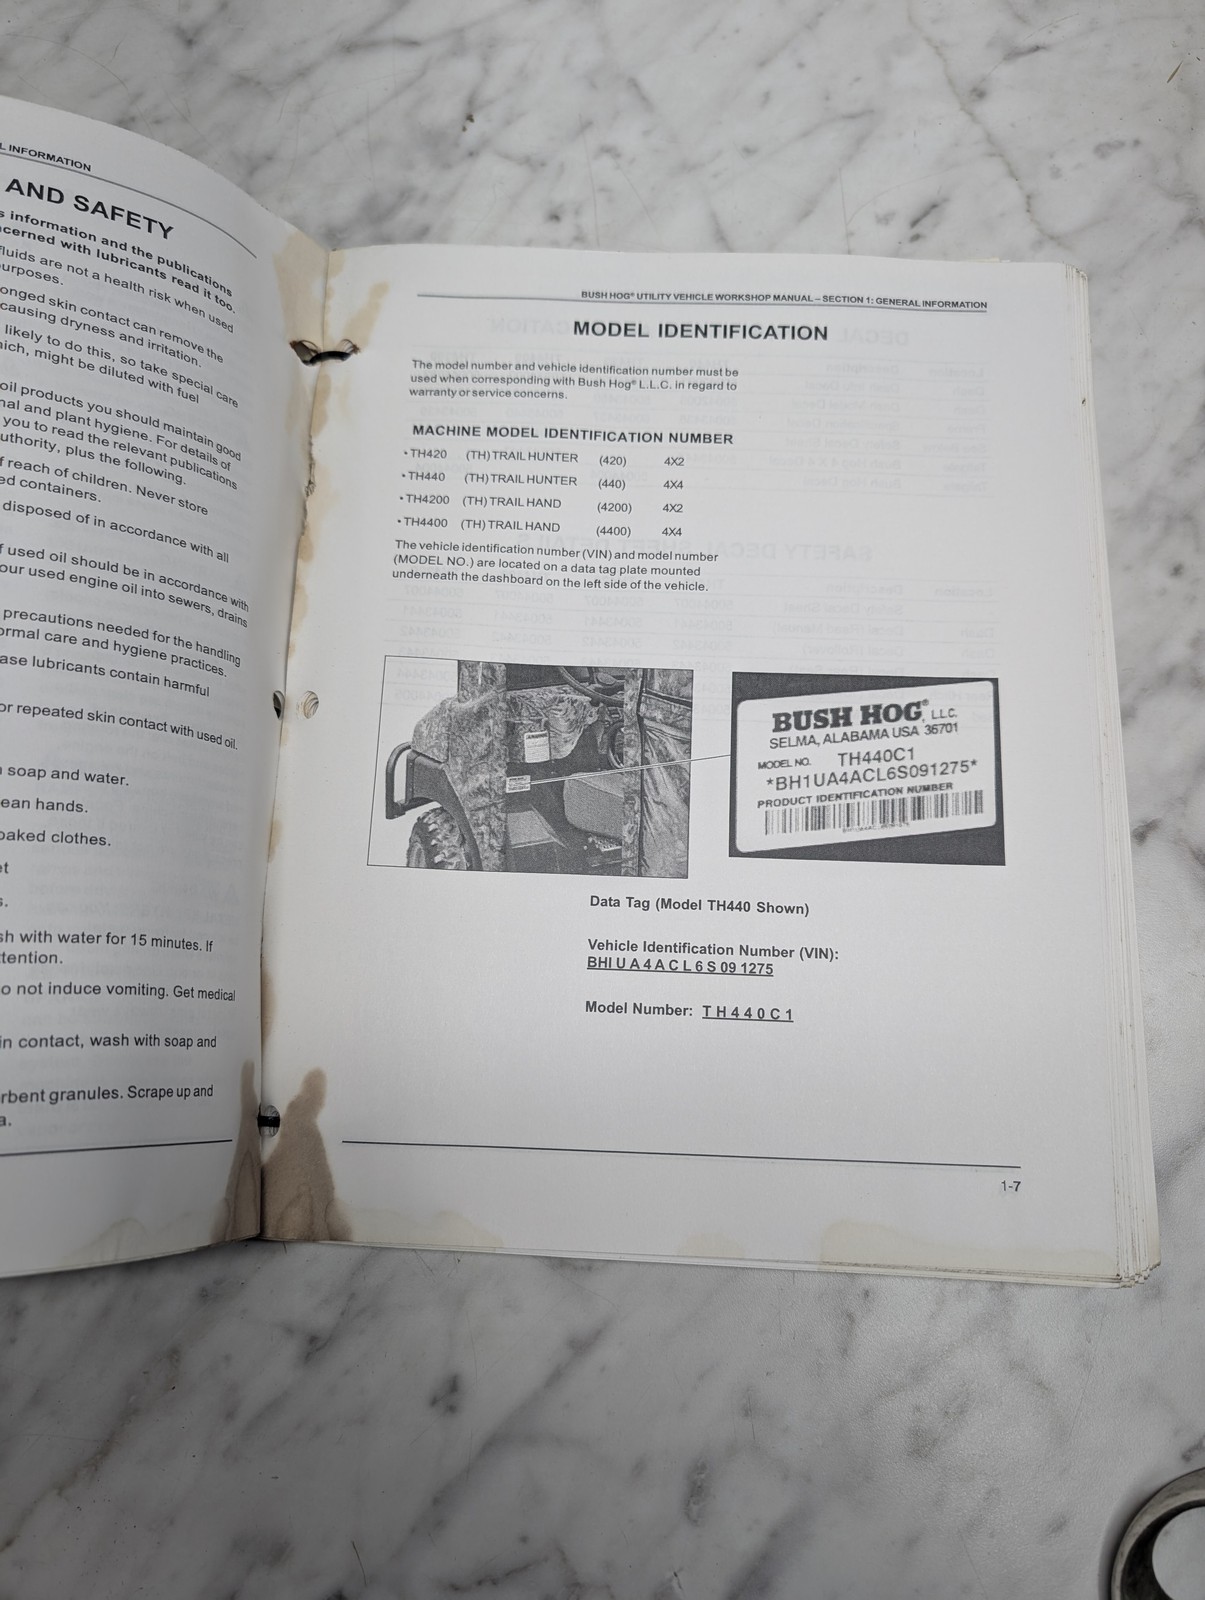 L INFORMATION
AND SAFETY
s information and the publications
cerned with lubricants read it too.
fluids are not a health risk when used
urposes.
onged skin contact can remove the
causing dryness and irritation.
likely to do this, so take special care
hich, might be diluted with fuel
oil products you should maintain good
nal and plant hygiene. For details of
you to read the relevant publications
uthority, plus the following.
f reach of children. Never store
ed containers.
disposed of in accordance with all
f used oil should be in accordance with
our used engine oil into sewers, drains
precautions needed for the handling
ormal care and hygiene practices.
ase lubricants contain harmful
or repeated skin contact with used oil.
soap and water.
ean hands.
oaked clothes.
et
s.
sh with water for 15 minutes. If
tention.
o not induce vomiting. Get medical
in contact, wash with soap and
rbent granules. Scrape up and
a.
BUSH HOG® UTILITY VEHICLE WORKSHOP MANUAL – SECTION 1: GENERAL INFORMATION
MODEL IDENTIFICATION
The model number and vehicle identification number must be
used when corresponding with Bush Hog® L.L.C. in regard to
warranty or service concerns.
MACHINE MODEL IDENTIFICATION NUMBER
• TH420 (TH) TRAIL HUNTER (420) 4X2
• TH440 (TH) TRAIL HUNTER (440) 4X4
• TH4200 (TH) TRAIL HAND (4200) 4X2
• TH4400 (TH) TRAIL HAND (4400) 4X4
The vehicle identification number (VIN) and model number
(MODEL NO.) are located on a data tag plate mounted
underneath the dashboard on the left side of the vehicle.
BUSH HOG®, L.L.C.
SELMA, ALABAMA USA 36701
MODEL NO. TH440C1
*BH1UA4ACL6S091275*
PRODUCT IDENTIFICATION NUMBER
Data Tag (Model TH440 Shown)
Vehicle Identification Number (VIN):
BHI U A 4 A C L 6 S 09 1275
Model Number: T H 4 4 0 C 1
1-7